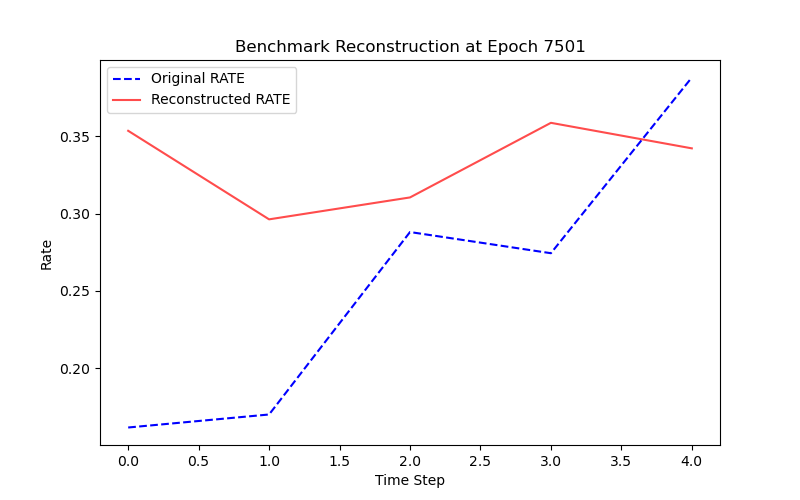 Benchmark Reconstruction at Epoch 7501
Original RATE
Reconstructed RATE
0.35
0.30
0.25
0.20
Rate
0.0 0.5 1.0 1.5 2.0 2.5 3.0 3.5 4.0
Time Step